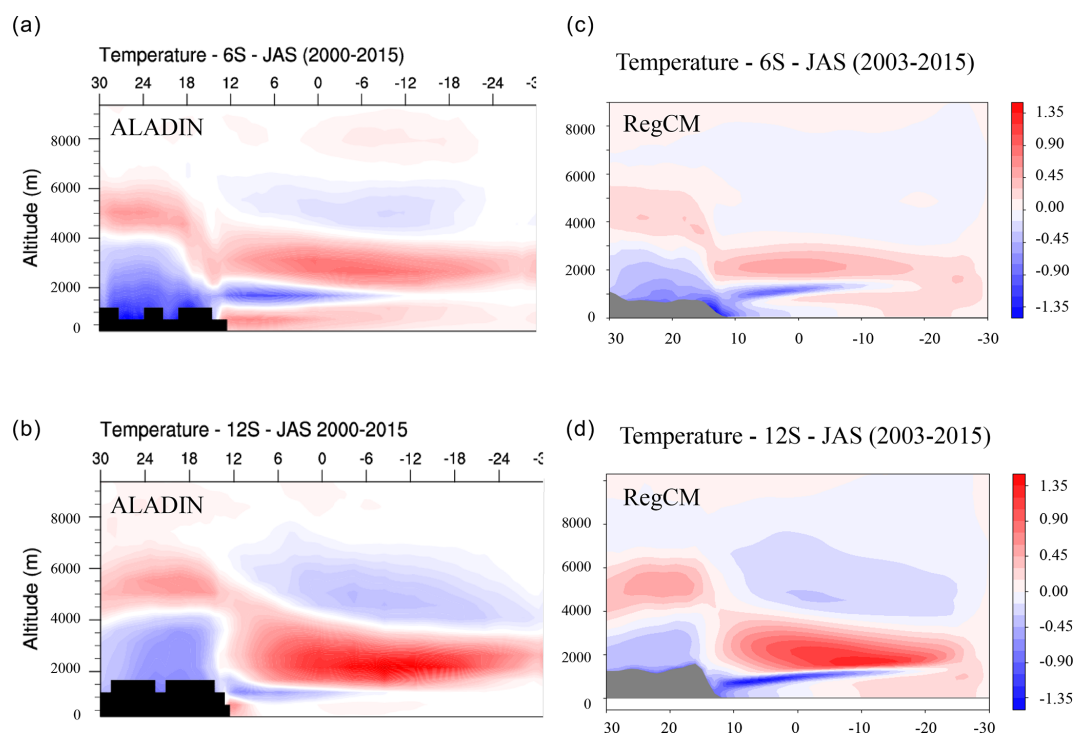 (a)
Temperature - 6S - JAS (2000-2015)
30 24 18 12 6 0 -6 -12 -18 -24 -3
ALADIN
8000
6000
4000
2000
0
Altitude (m)
(c)
Temperature - 6S - JAS (2003-2015)
RegCM
8000
6000
4000
2000
0
30 20 10 0 -10 -20 -30
1.35
0.90
0.45
0.00
-0.45
-0.90
-1.35
(b)
Temperature - 12S - JAS 2000-2015
30 24 18 12 6 0 -6 -12 -18 -24 -3
ALADIN
8000
6000
4000
2000
0
Altitude (m)
(d)
Temperature - 12S - JAS (2003-2015)
RegCM
8000
6000
4000
2000
0
30 20 10 0 -10 -20 -30
1.35
0.90
0.45
0.00
-0.45
-0.90
-1.35